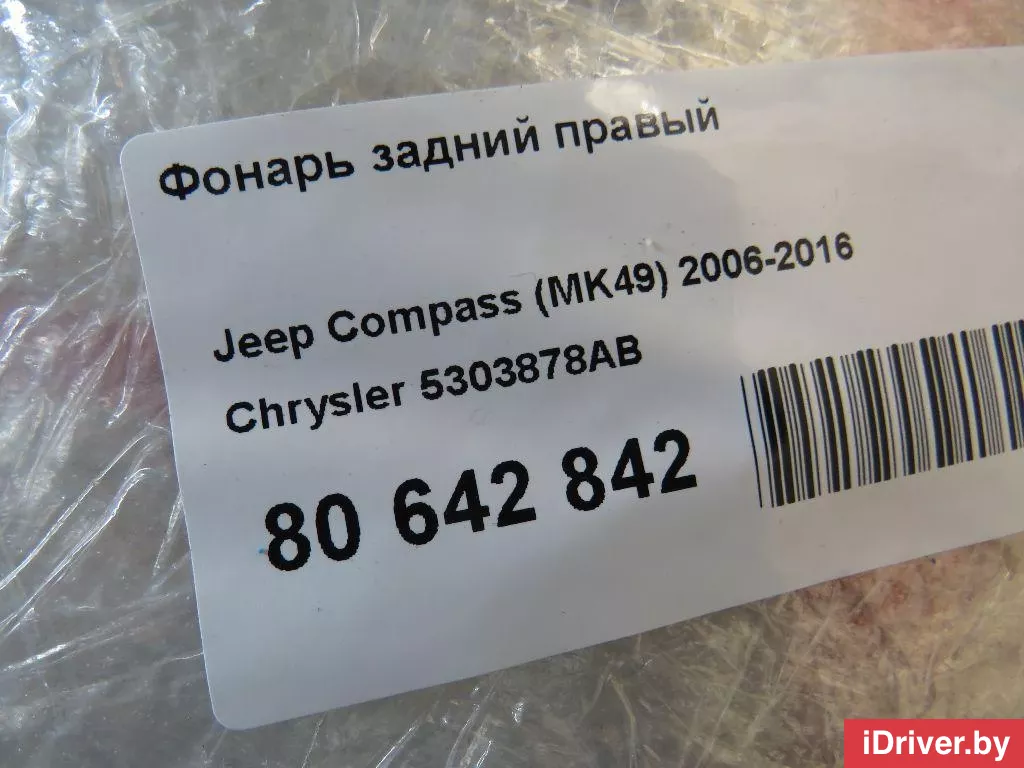 Фонарь задний правый
Jeep Compass (MK49) 2006-2016
Chrysler 5303878AB
80 642 842
iDriver.by